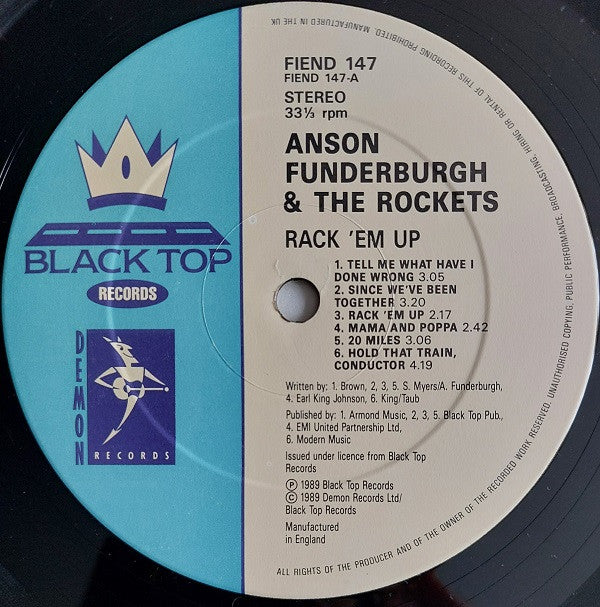 BLACK TOP
RECORDS
DEMON
RECORDS
FIEND 147
FIEND 147-A
STEREO
33⅓ rpm
ANSON
FUNDERBURGH
& THE ROCKETS
RACK 'EM UP
1. TELL ME WHAT HAVE I
DONE WRONG 3.05
2. SINCE WE'VE BEEN
TOGETHER 3.20
3. RACK 'EM UP 2.17
4. MAMA AND POPPA 2.42
5. 20 MILES 3.06
6. HOLD THAT TRAIN,
CONDUCTOR 4.19
Written by: 1. Brown, 2, 3, 5. S. Myers/A. Funderburgh,
4. Earl King Johnson, 6. King/Taub
Published by: 1. Armond Music, 2, 3, 5. Black Top Pub.,
4. EMI United Partnership Ltd,
6. Modern Music
Issued under licence from Black Top
Records
Ⓟ 1989 Black Top Records
© 1989 Demon Records Ltd/
Black Top Records
Manufactured
in England
ALL RIGHTS OF THE PRODUCER AND OF THE OWNER OF THE RECORDED WORK RESERVED. UNAUTHORISED COPYING, PUBLIC PERFORMANCE, BROADCASTING, HIRING OR RENTAL OF THIS RECORDING PROHIBITED. MANUFACTURED IN THE UK